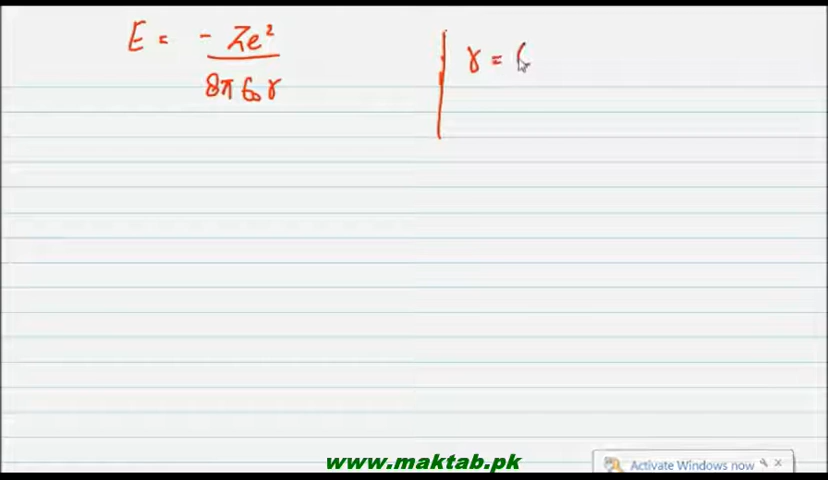 E = - Ze²
8πϵ₀r
r = (
www.maktab.pk
Activate Windows now